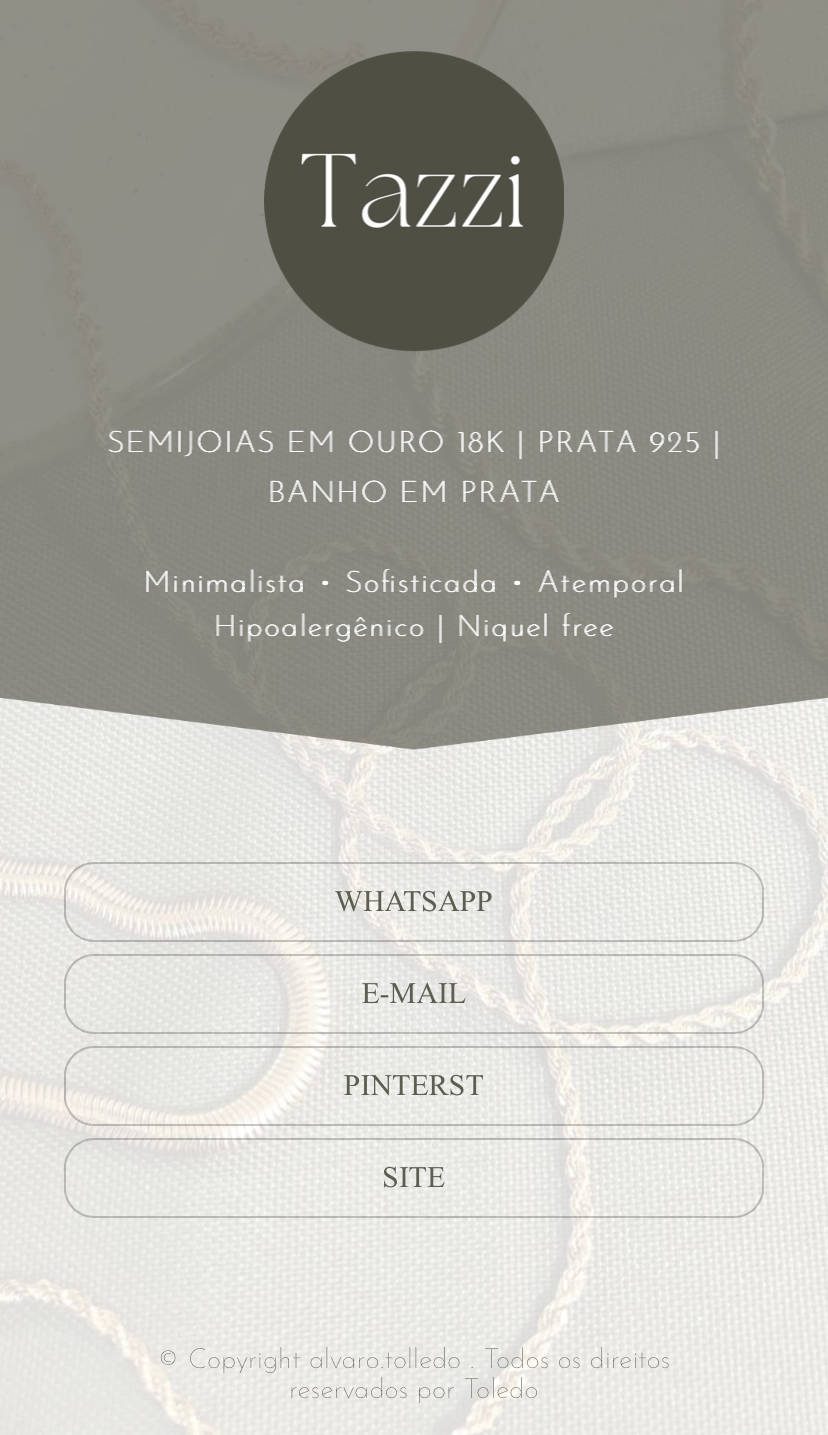 Tazzi
SEMIJOIAS EM OURO 18K | PRATA 925 |
BANHO EM PRATA
Minimalista • Sofisticada • Atemporal
Hipoalergênico | Niquel free
WHATSAPP
E-MAIL
PINTERST
SITE
© Copyright alvaro.tolledo . Todos os direitos
reservados por Toledo